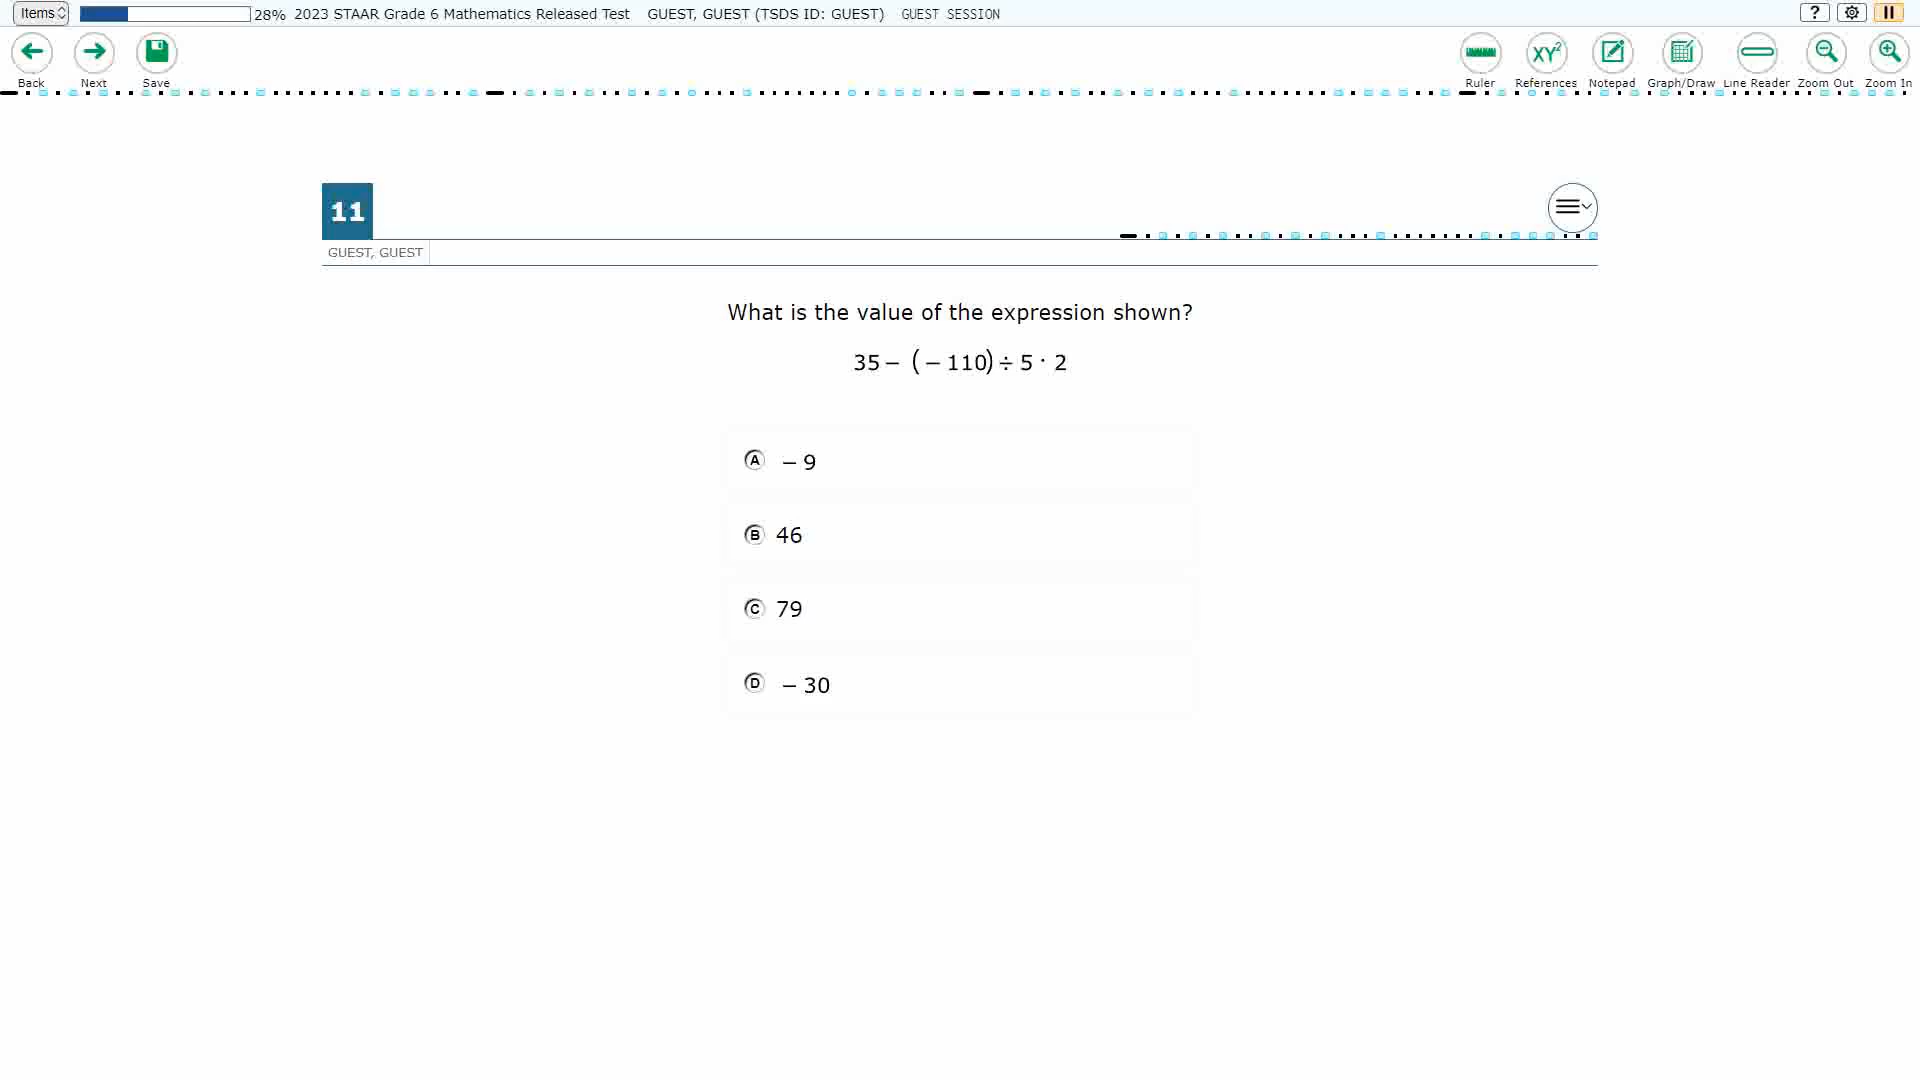 Items 28% 2023 STAAR Grade 6 Mathematics Released Test GUEST, GUEST (TSDS ID: GUEST) GUEST SESSION ?
XY²
Back Next Save Ruler References Notepad Graph/Draw Line Reader Zoom Out Zoom In
11
GUEST, GUEST
What is the value of the expression shown?
35 − (− 110) ÷ 5 · 2
A − 9
B 46
C 79
D − 30